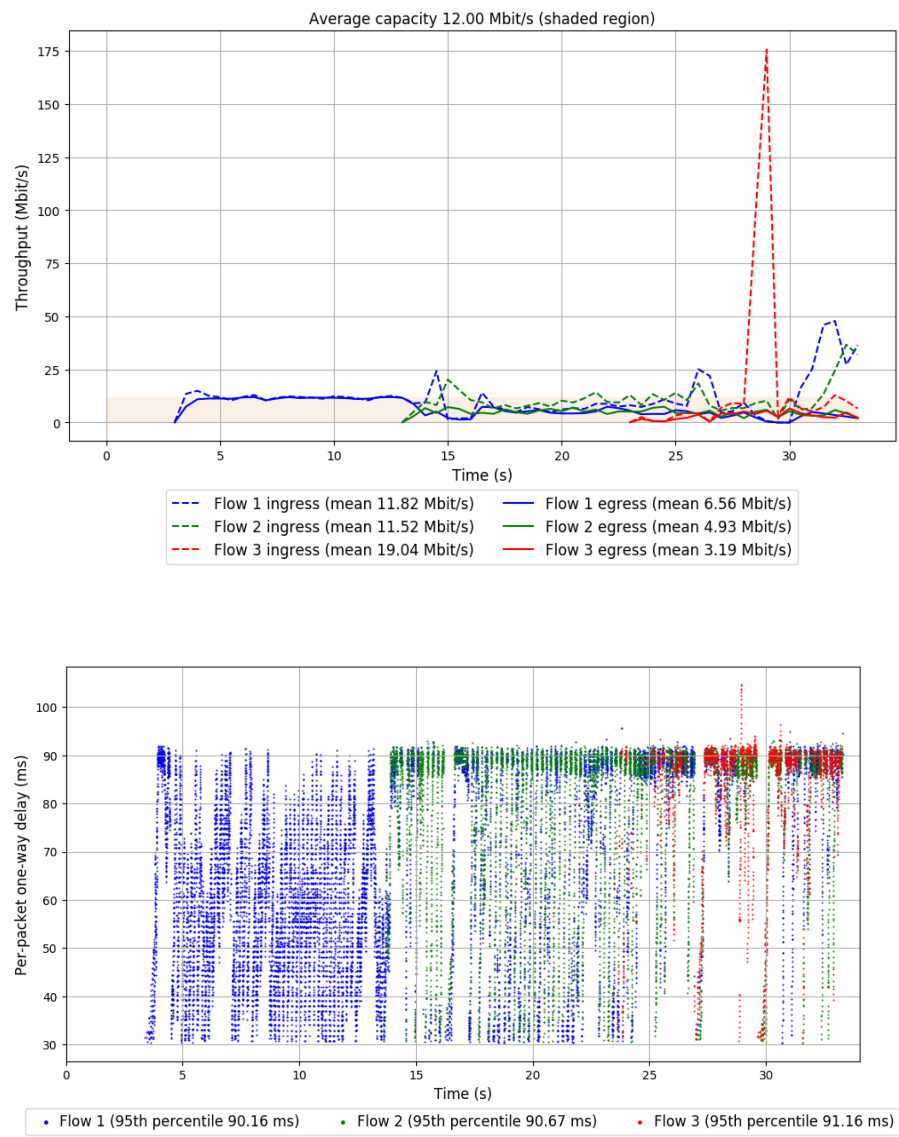 Average capacity 12.00 Mbit/s (shaded region)
175
150
125
100
75
50
25
0
Throughput (Mbit/s)
0 5 10 15 20 25 30
Time (s)
Flow 1 ingress (mean 11.82 Mbit/s) Flow 1 egress (mean 6.56 Mbit/s)
Flow 2 ingress (mean 11.52 Mbit/s) Flow 2 egress (mean 4.93 Mbit/s)
Flow 3 ingress (mean 19.04 Mbit/s) Flow 3 egress (mean 3.19 Mbit/s)
100
90
80
70
60
50
40
30
Per-packet one-way delay (ms)
0 5 10 15 20 25 30
Time (s)
Flow 1 (95th percentile 90.16 ms) Flow 2 (95th percentile 90.67 ms) Flow 3 (95th percentile 91.16 ms)